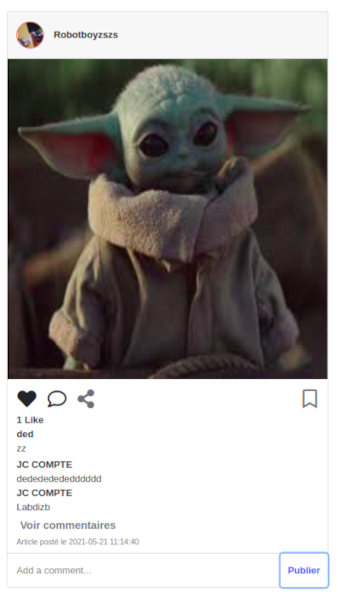 Robotboyzszs
1 Like
ded
zz
JC COMPTE
dedededededddddd
JC COMPTE
Labdizb
Voir commentaires
Article posté le 2021-05-21 11:14:40
Add a comment... Publier